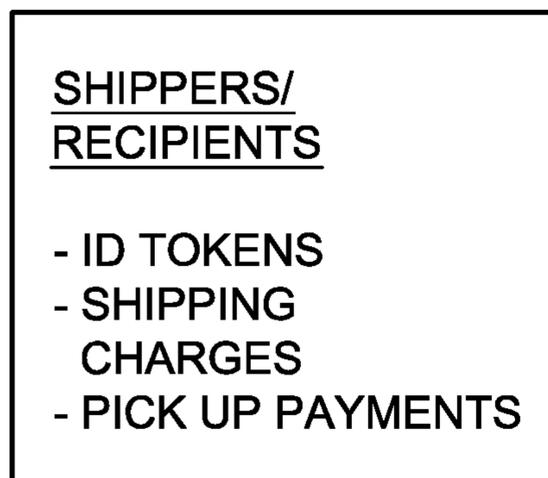 SHIPPERS/
RECIPIENTS
- ID TOKENS
- SHIPPING
CHARGES
- PICK UP PAYMENTS